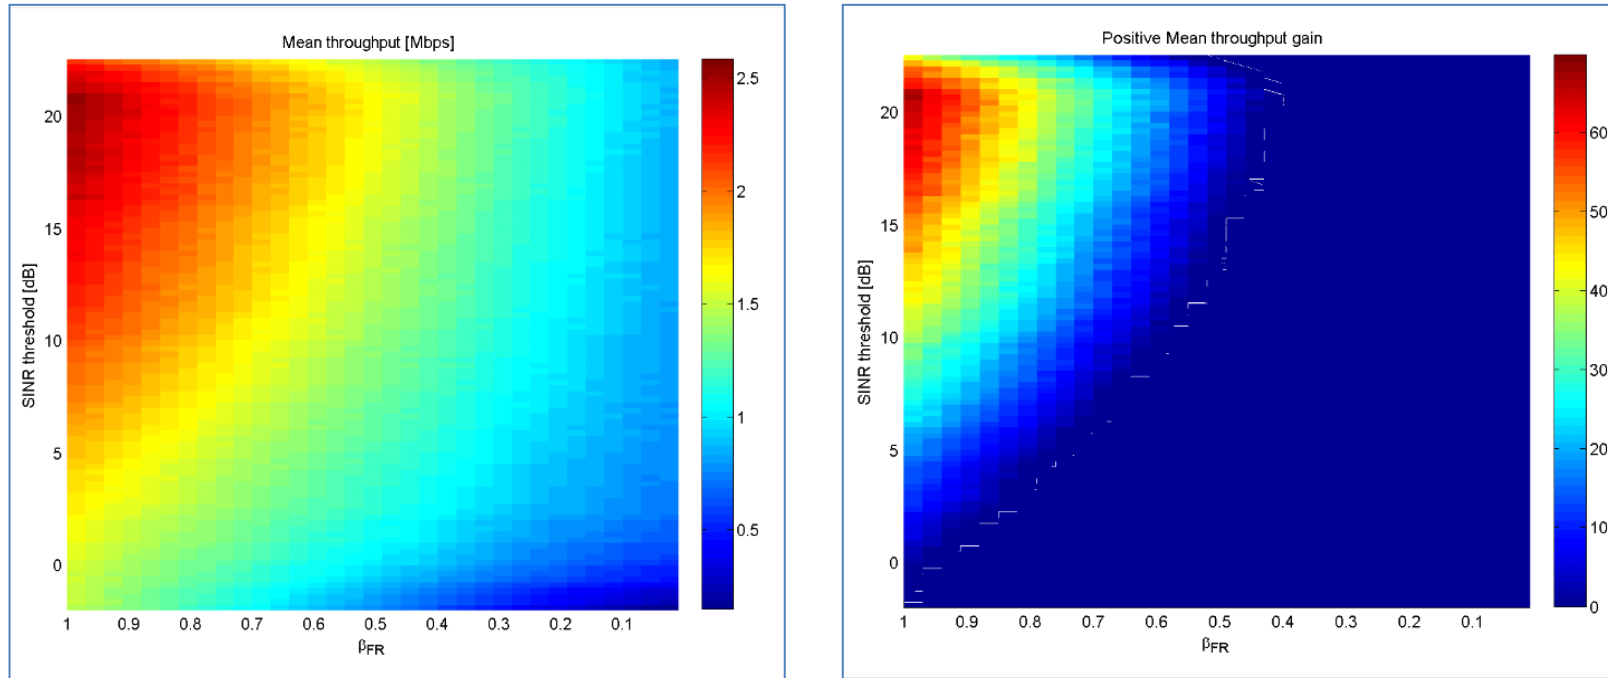 Mean throughput [Mbps]
SINR threshold [dB]
20
15
10
5
0
1 0.9 0.8 0.7 0.6 0.5 0.4 0.3 0.2 0.1
βFR
2.5
2
1.5
1
0.5
Positive Mean throughput gain
SINR threshold [dB]
20
15
10
5
0
1 0.9 0.8 0.7 0.6 0.5 0.4 0.3 0.2 0.1
βFR
60
50
40
30
20
10
0